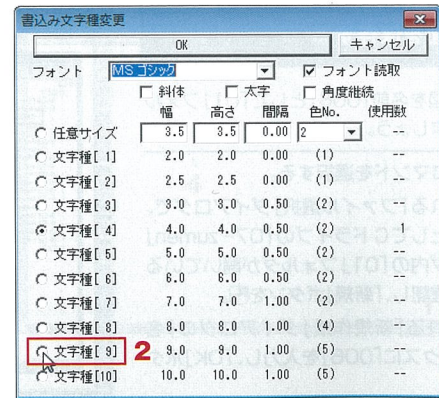 書込み文字種変更
OK キャンセル
フォント MS ゴシック フォント読取
斜体 太字 角度継続
幅 高さ 間隔 色No. 使用数
任意サイズ 3.5 3.5 0.00 2 --
文字種[ 1] 2.0 2.0 0.00 (1) --
文字種[ 2] 2.5 2.5 0.00 (1) --
文字種[ 3] 3.0 3.0 0.50 (2) --
文字種[ 4] 4.0 4.0 0.50 (2) 1
文字種[ 5] 5.0 5.0 0.50 (2) --
文字種[ 6] 6.0 6.0 1.00 (2) --
文字種[ 7] 7.0 7.0 1.00 (2) --
文字種[ 8] 8.0 8.0 1.00 (4) --
文字種[ 9] 2 9.0 9.0 1.00 (5) --
文字種[10] 10.0 10.0 1.00 (5) --